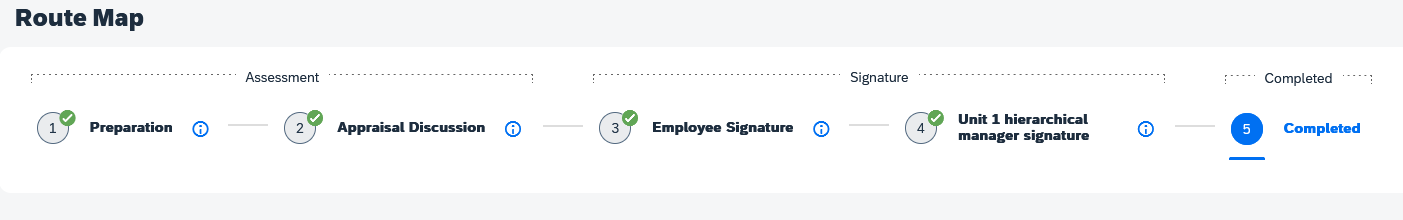 Route Map
Assessment
Signature
Completed
1 Preparation
2 Appraisal Discussion
3 Employee Signature
4 Unit 1 hierarchical
manager signature
5 Completed